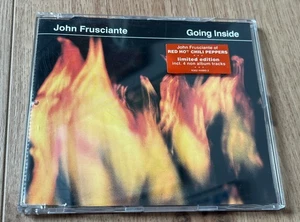 John Frusciante Going Inside
John Frusciante of
RED HOT CHILI PEPPERS
limited edition
incl. 4 non album tracks